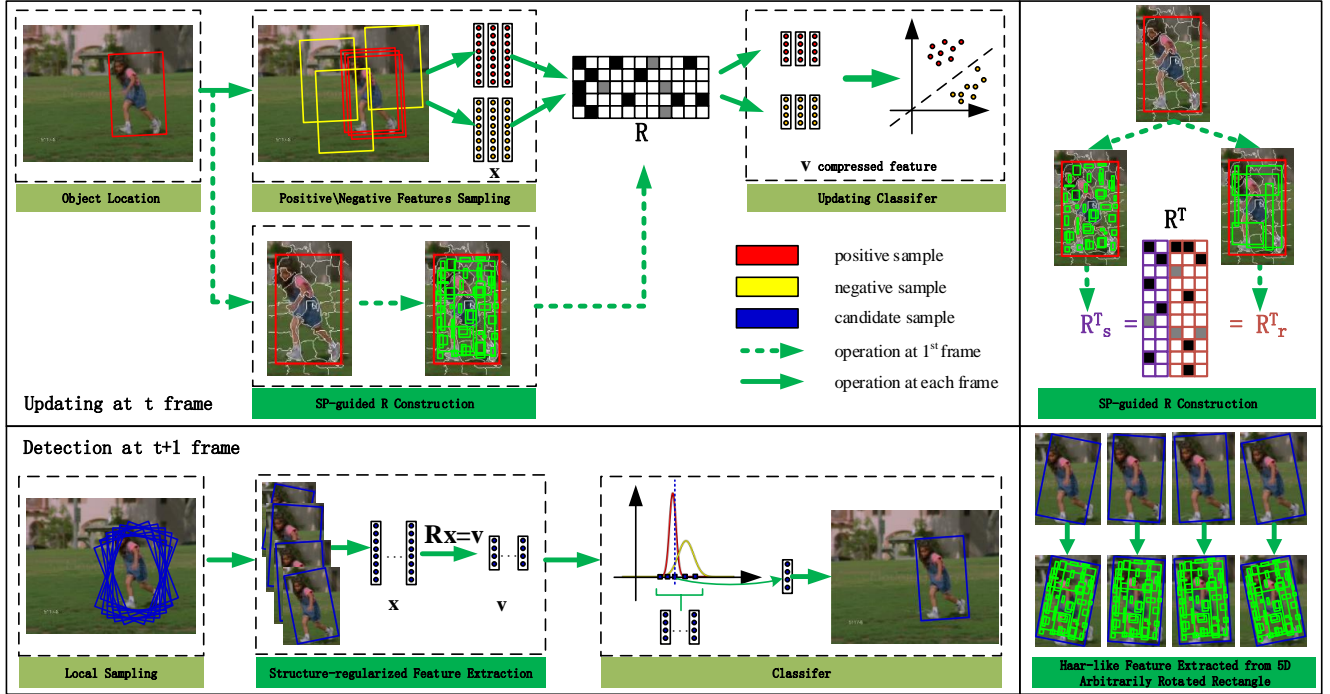 x
R
v compressed feature
Object Location
Positive\Negative Features Sampling
Updating Classifer
positive sample
negative sample
candidate sample
operation at 1st frame
operation at each frame
Updating at t frame
SP-guided R Construction
R^T
R^T_s =
= R^T_r
SP-guided R Construction
Detection at t+1 frame
Rx=v
x
v
Local Sampling
Structure-regularized Feature Extraction
Classifer
Haar-like Feature Extracted from 5D
Arbitrarily Rotated Rectangle